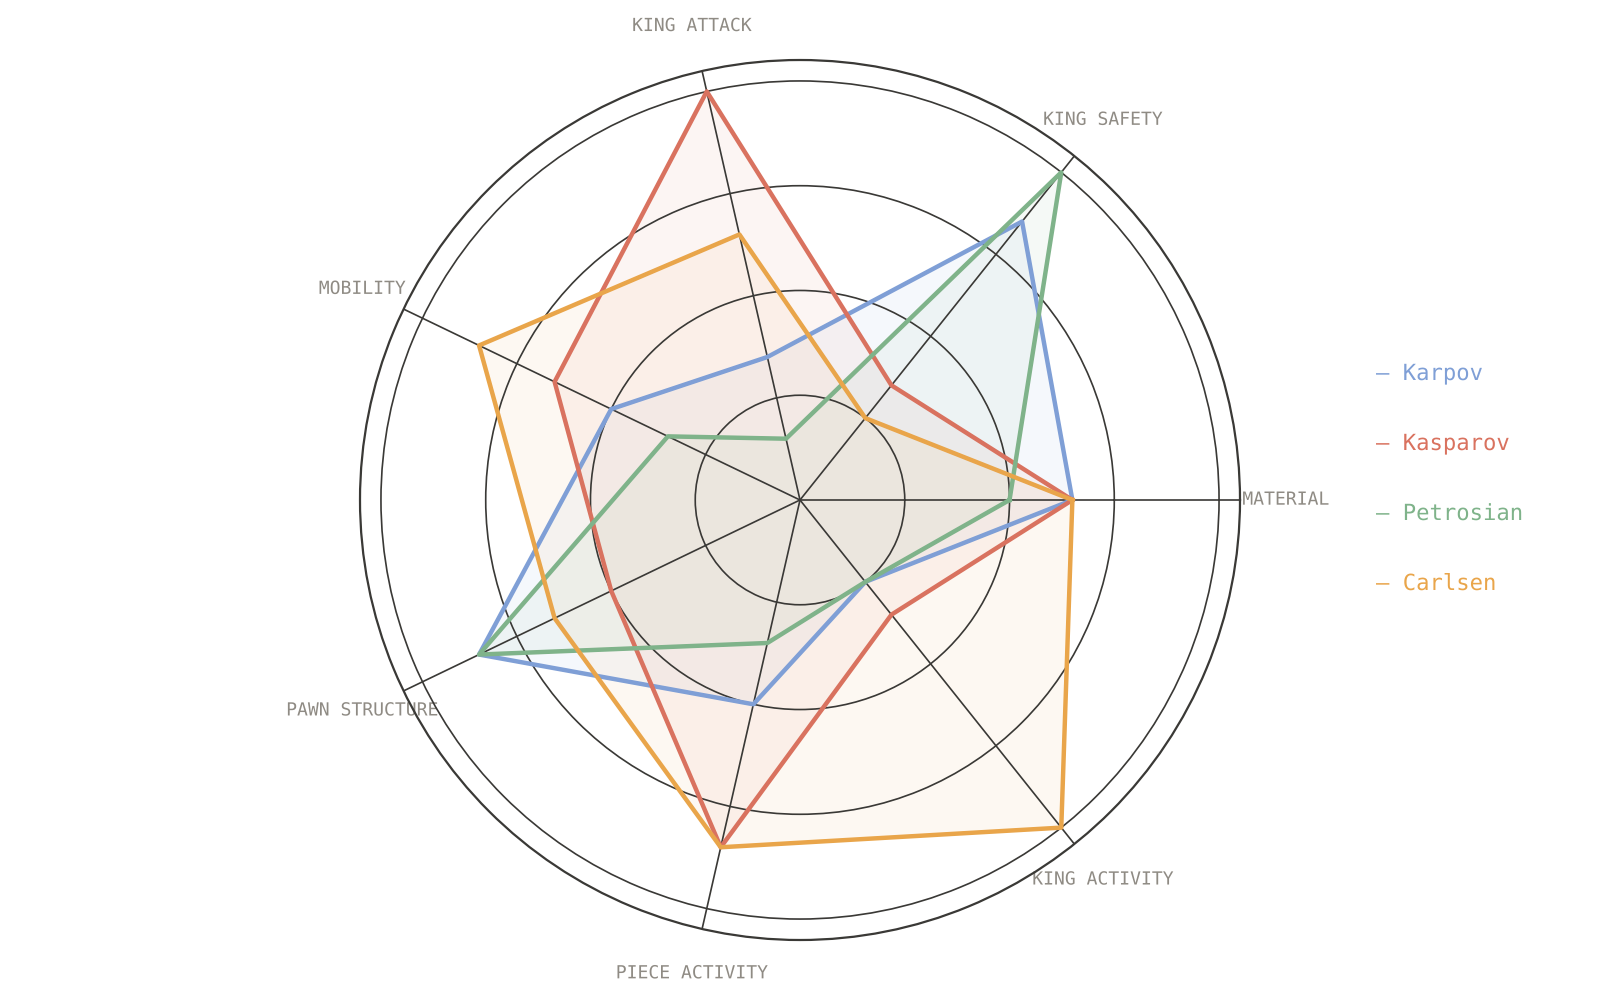 KING ATTACK
KING SAFETY
MOBILITY
MATERIAL
PAWN STRUCTURE
KING ACTIVITY
PIECE ACTIVITY
— Karpov
— Kasparov
— Petrosian
— Carlsen